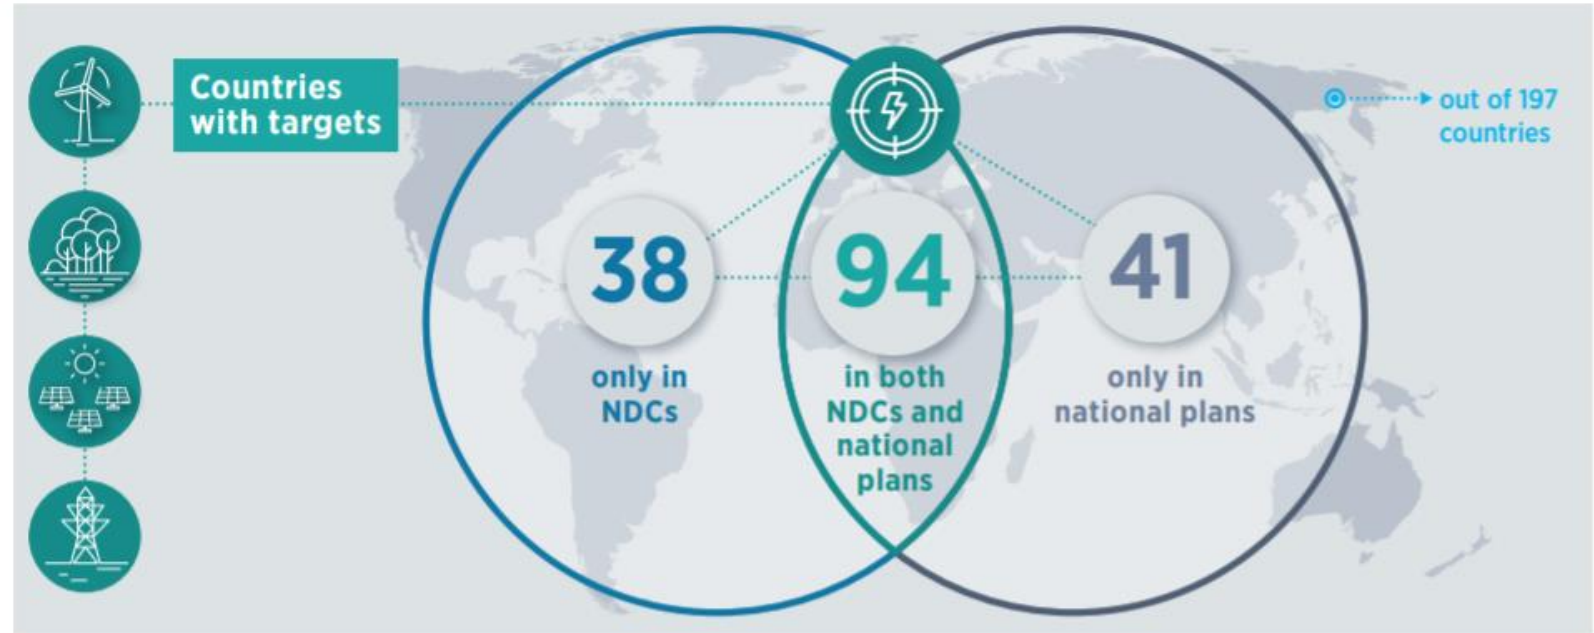 Countries
with targets
out of 197
countries
38
only in
NDCs
94
in both
NDCs and
national
plans
41
only in
national plans